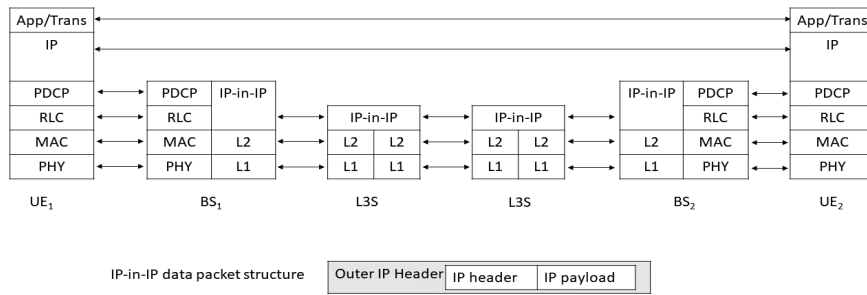 App/Trans App/Trans
IP IP
PDCP PDCP IP-in-IP IP-in-IP PDCP PDCP
RLC RLC IP-in-IP IP-in-IP RLC RLC
MAC MAC L2 L2 L2 L2 L2 L2 MAC MAC
PHY PHY L1 L1 L1 L1 L1 L1 PHY PHY
UE1 BS1 L3S L3S BS2 UE2
IP-in-IP data packet structure Outer IP Header IP header IP payload